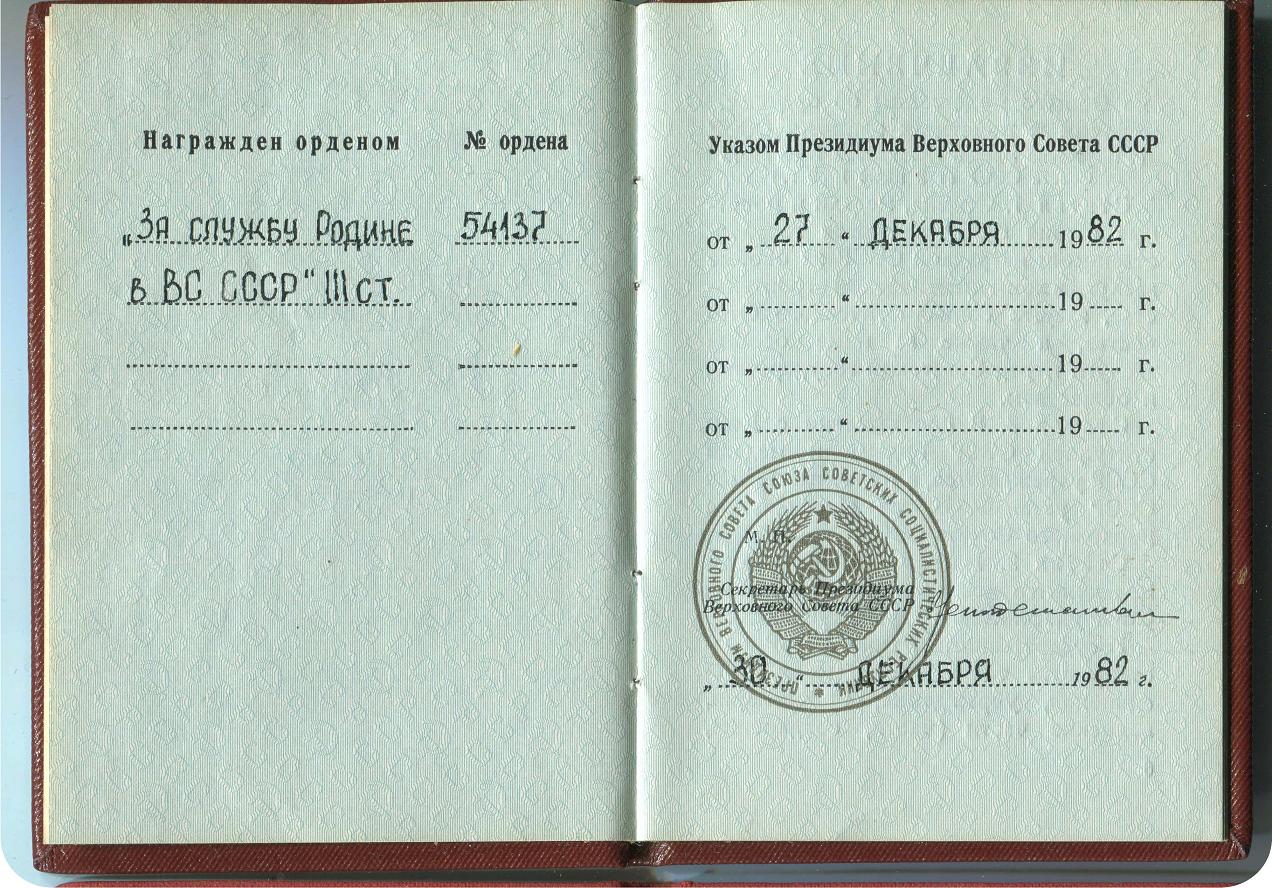 Награжден орденом № ордена
„За службу Родине 54137
в ВС СССР“ III ст.
Указом Президиума Верховного Совета СССР
от „ 27 “ ДЕКАБРЯ 1982 г.
от „ “ 19 г.
от „ “ 19 г.
от „ “ 19 г.
ПРЕЗИДИУМ ВЕРХОВНОГО СОВЕТА СОЮЗА СОВЕТСКИХ СОЦИАЛИСТИЧЕСКИХ РЕСПУБЛИК
М. П.
Секретарь Президиума
Верховного Совета СССР
„ 30 “ ДЕКАБРЯ 1982 г.